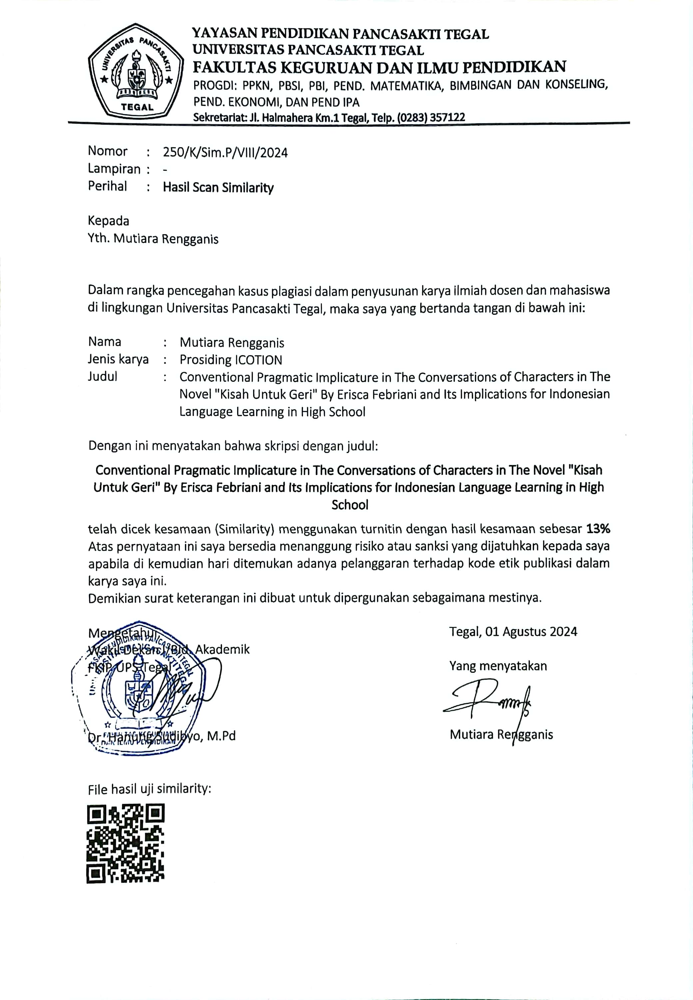 UNIVERSITAS PANCASAKTI
TEGAL
YAYASAN PENDIDIKAN PANCASAKTI TEGAL
UNIVERSITAS PANCASAKTI TEGAL
FAKULTAS KEGURUAN DAN ILMU PENDIDIKAN
PROGDI: PPKN, PBSI, PBI, PEND. MATEMATIKA, BIMBINGAN DAN KONSELING,
PEND. EKONOMI, DAN PEND IPA
Sekretariat: Jl. Halmahera Km.1 Tegal, Telp. (0283) 357122
Nomor : 250/K/Sim.P/VIII/2024
Lampiran : -
Perihal : Hasil Scan Similarity
Kepada
Yth. Mutiara Rengganis
Dalam rangka pencegahan kasus plagiasi dalam penyusunan karya ilmiah dosen dan mahasiswa
di lingkungan Universitas Pancasakti Tegal, maka saya yang bertanda tangan di bawah ini:
Nama : Mutiara Rengganis
Jenis karya : Prosiding ICOTION
Judul : Conventional Pragmatic Implicature in The Conversations of Characters in The
Novel "Kisah Untuk Geri" By Erisca Febriani and Its Implications for Indonesian
Language Learning in High School
Dengan ini menyatakan bahwa skripsi dengan judul:
Conventional Pragmatic Implicature in The Conversations of Characters in The Novel "Kisah
Untuk Geri" By Erisca Febriani and Its Implications for Indonesian Language Learning in High
School
telah dicek kesamaan (Similarity) menggunakan turnitin dengan hasil kesamaan sebesar 13%
Atas pernyataan ini saya bersedia menanggung risiko atau sanksi yang dijatuhkan kepada saya
apabila di kemudian hari ditemukan adanya pelanggaran terhadap kode etik publikasi dalam
karya saya ini.
Demikian surat keterangan ini dibuat untuk dipergunakan sebagaimana mestinya.
Mengetahui,
Wakil Dekan I/Bid. Akademik
FKIP UPS Tegal
Dr. Hanung Sudibyo, M.Pd
Tegal, 01 Agustus 2024
Yang menyatakan
Mutiara Rengganis
File hasil uji similarity: